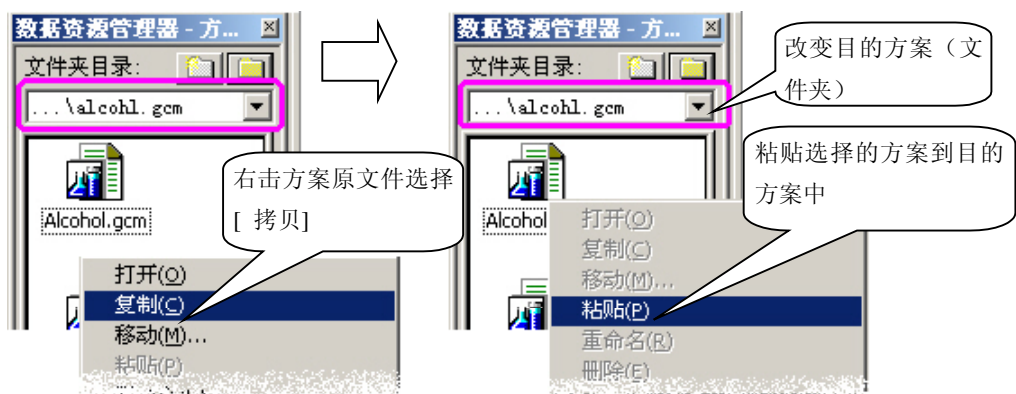 数据资源管理器 - 方...
文件夹目录:
...\alcohl.gcm
Alcohol.gcm
右击方案原文件选择
[ 拷贝]
打开(O)
复制(C)
移动(M)...
粘贴(P)
数据资源管理器 - 方...
文件夹目录:
...\alcohl.gcm
改变目的方案（文
件夹）
粘贴选择的方案到目的
方案中
Alcohol
打开(O)
复制(C)
移动(M)...
粘贴(P)
重命名(R)
删除(E)